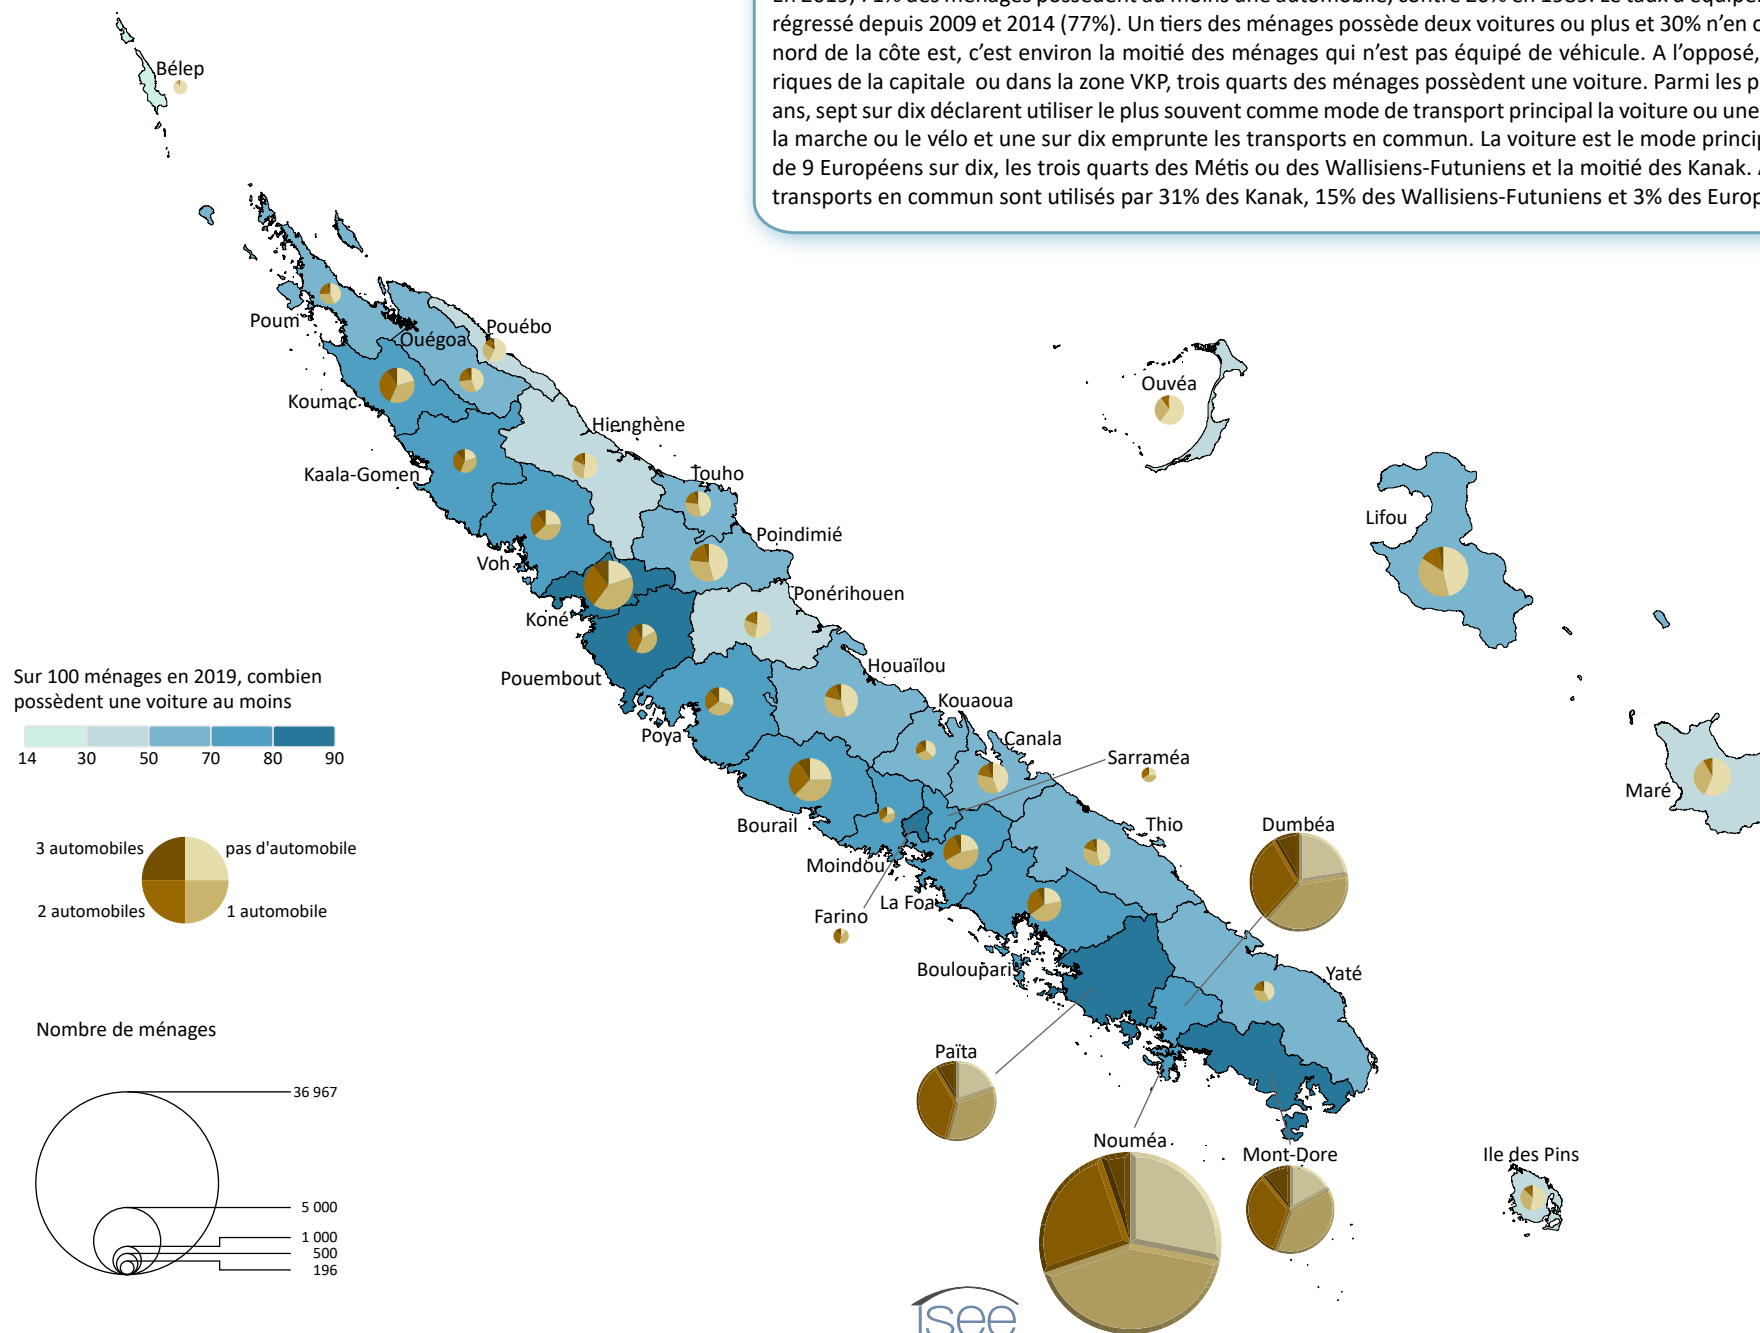 régressé depuis 2009 et 2014 (77%). Un tiers des ménages possède deux voitures ou plus et 30% n'en
nord de la côte est, c'est environ la moitié des ménages qui n'est pas équipé de véhicule. A l'opposé,
riques de la capitale ou dans la zone VKP, trois quarts des ménages possèdent une voiture. Parmi les
ans, sept sur dix déclarent utiliser le plus souvent comme mode de transport principal la voiture ou une
la marche ou le vélo et une sur dix emprunte les transports en commun. La voiture est le mode
de 9 Européens sur dix, les trois quarts des Métis ou des Wallisiens-Futuniens et la moitié des Kanak.
transports en commun sont utilisés par 31% des Kanak, 15% des Wallisiens-Futuniens et 3% des
Bélep
Poum
Ouégoa
Pouébo
Koumac
Hienghène
Kaala-Gomen
Touho
Ouvéa
Voh
Poindimié
Lifou
Koné
Ponérihouen
Pouembout
Houaïlou
Poya
Kouaoua
Canala
Sarraméa
Maré
Bourail
Thio
Dumbéa
Moindou
La Foa
Farino
Boulouparis
Yaté
Païta
Nouméa
Mont-Dore
Ile des Pins
Sur 100 ménages en 2019, combien
possèdent une voiture au moins
14 30 50 70 80 90
3 automobiles pas d'automobile
2 automobiles 1 automobile
Nombre de ménages
36 967
5 000
1 000
500
196
isee